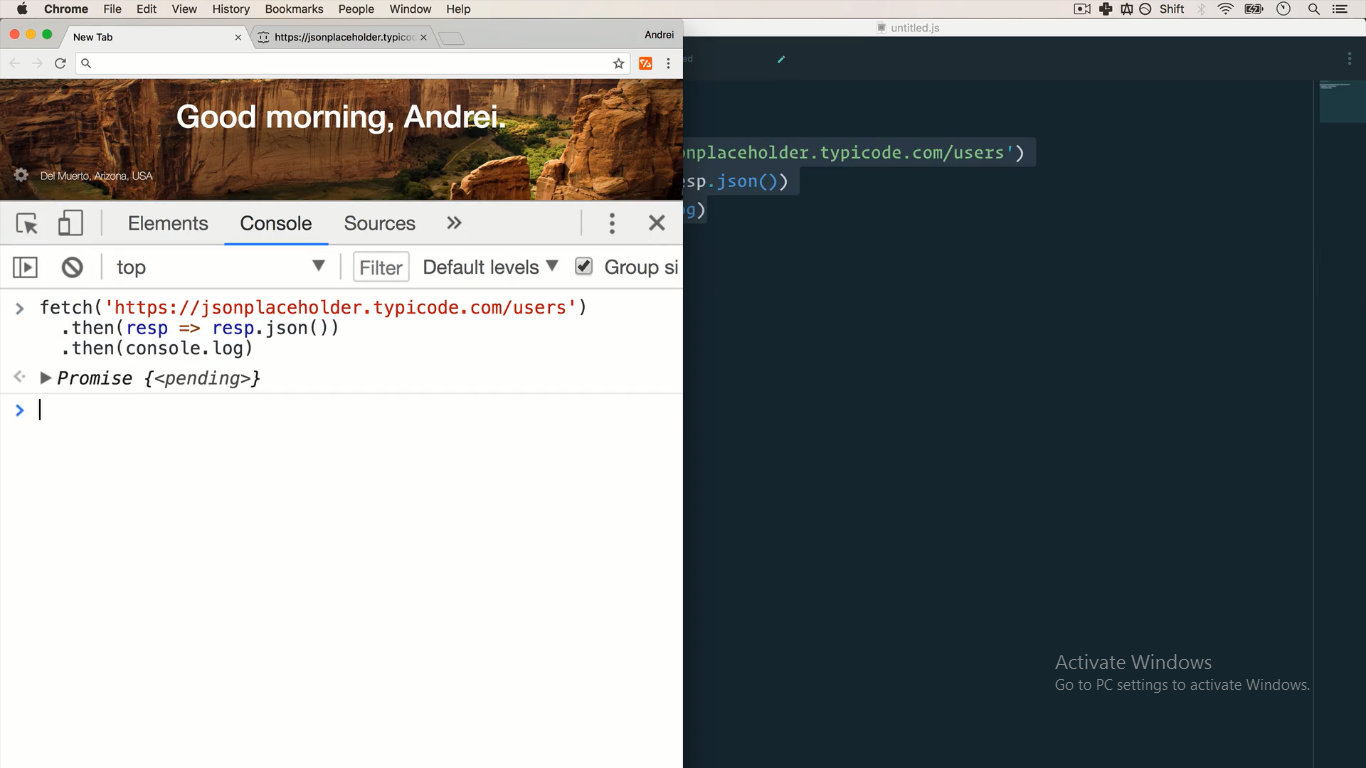 Chrome File Edit View History Bookmarks People Window Help Shift
untitled.js
New Tab https://jsonplaceholder.typico Andrei
Good morning, Andrei.
Del Muerto, Arizona, USA
Elements Console Sources
top Filter Default levels Group si
fetch('https://jsonplaceholder.typicode.com/users')
.then(resp => resp.json())
.then(console.log)
Promise {<pending>}
ed
onplaceholder.typicode.com/users')
esp.json())
og)
Activate Windows
Go to PC settings to activate Windows.